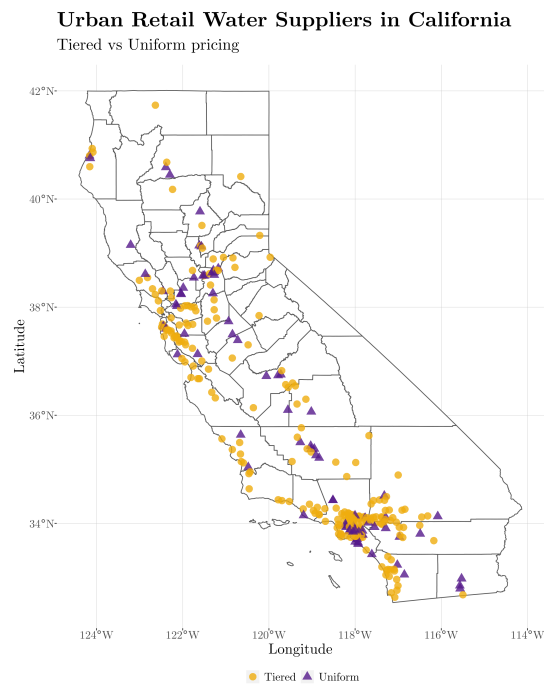 Urban Retail Water Suppliers in California
Tiered vs Uniform pricing
42°N
40°N
38°N
36°N
34°N
Latitude
124°W 122°W 120°W 118°W 116°W 114°W
Longitude
Tiered Uniform